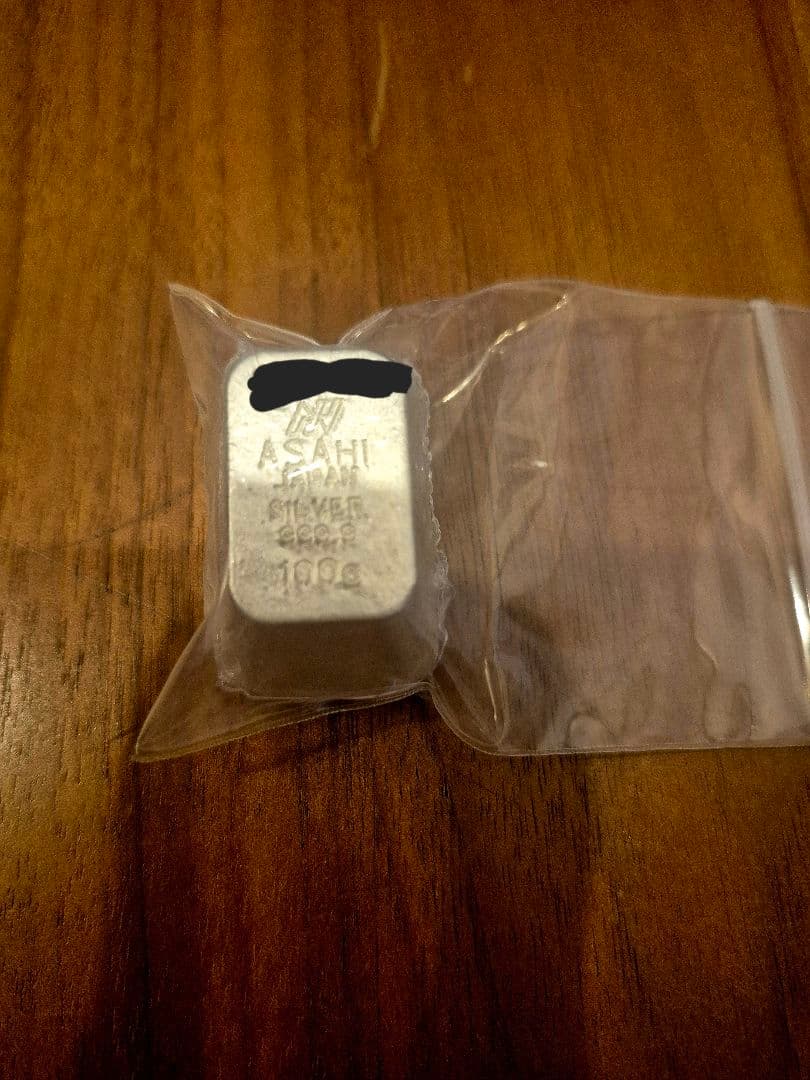 ASAHI
JAPAN
SILVER
999.9
100g